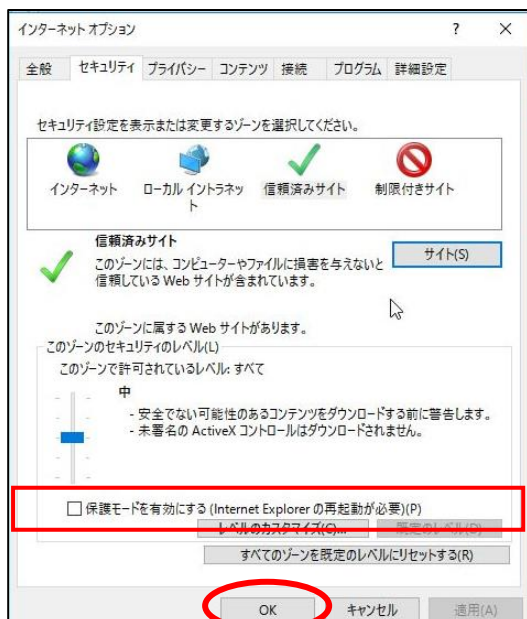 インターネット オプション ? ×
全般 セキュリティ プライバシー コンテンツ 接続 プログラム 詳細設定
セキュリティ設定を表示または変更するゾーンを選択してください。
インターネット ローカル イントラネット 信頼済みサイト 制限付きサイト
信頼済みサイト
サイト(S)
このゾーンには、コンピューターやファイルに損害を与えないと
信頼している Web サイトが含まれています。
このゾーンに属する Web サイトがあります。
このゾーンのセキュリティのレベル(L)
このゾーンで許可されているレベル: すべて
中
- 安全でない可能性のあるコンテンツをダウンロードする前に警告します。
- 未署名の ActiveX コントロールはダウンロードされません。
保護モードを有効にする (Internet Explorer の再起動が必要)(P)
レベルのカスタマイズ(C)... 既定のレベル(D)
すべてのゾーンを既定のレベルにリセットする(R)
OK キャンセル 適用(A)